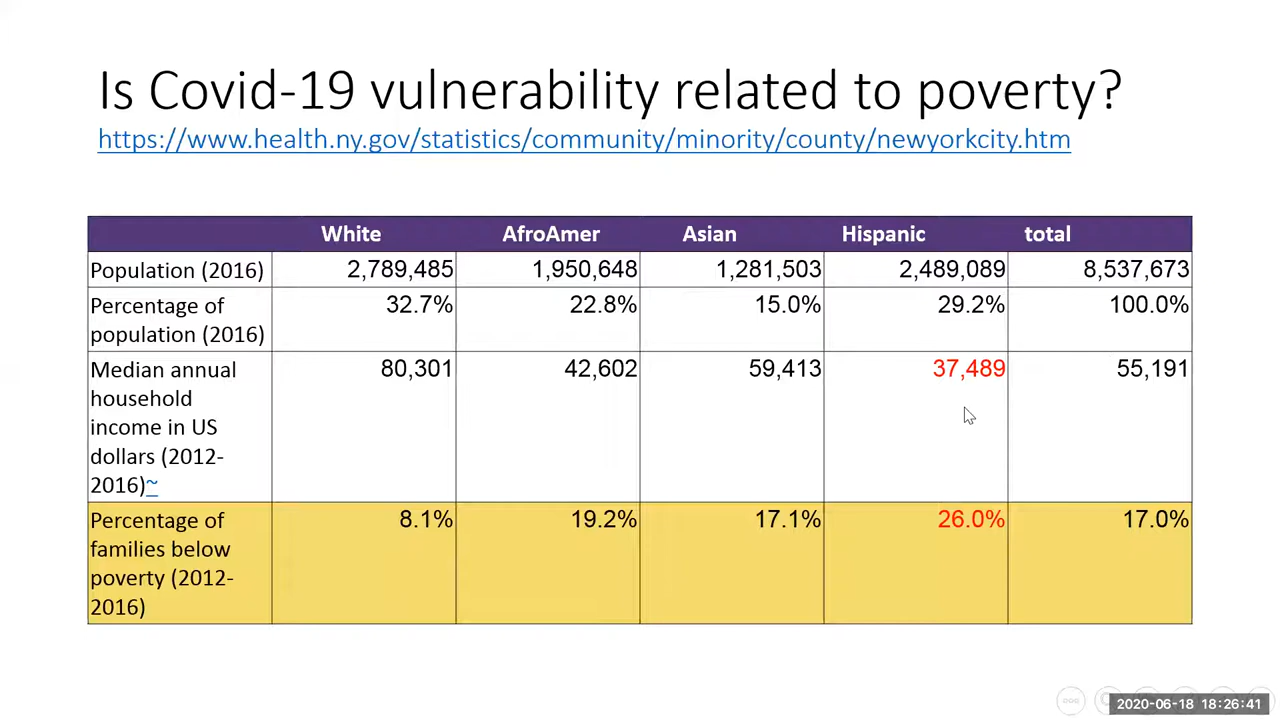 Is Covid-19 vulnerability related to poverty?
https://www.health.ny.gov/statistics/community/minority/county/newyorkcity.htm
White AfroAmer Asian Hispanic total
Population (2016) 2,789,485 1,950,648 1,281,503 2,489,089 8,537,673
Percentage of 32.7% 22.8% 15.0% 29.2% 100.0%
population (2016)
Median annual 80,301 42,602 59,413 37,489 55,191
household
income in US
dollars (2012-
2016)~
Percentage of 8.1% 19.2% 17.1% 26.0% 17.0%
families below
poverty (2012-
2016)
2020-06-18 18:26:41